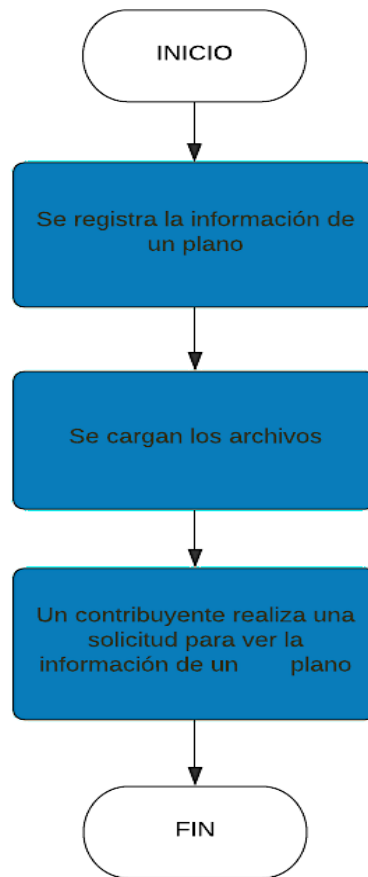 INICIO
Se registra la información de
un plano
Se cargan los archivos
Un contribuyente realiza una
solicitud para ver la
información de un plano
FIN